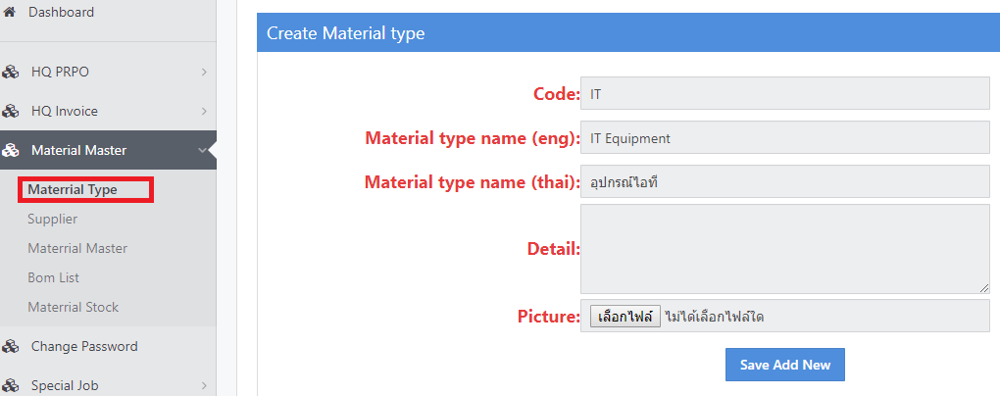 Dashboard
HQ PRPO
HQ Invoice
Material Master
Materrial Type
Supplier
Materrial Master
Bom List
Materrial Stock
Change Password
Special Job
Create Material type
Code: IT
Material type name (eng): IT Equipment
Material type name (thai): อุปกรณ์ไอที
Detail:
Picture: เลือกไฟล์ ไม่ได้เลือกไฟล์ใด
Save Add New